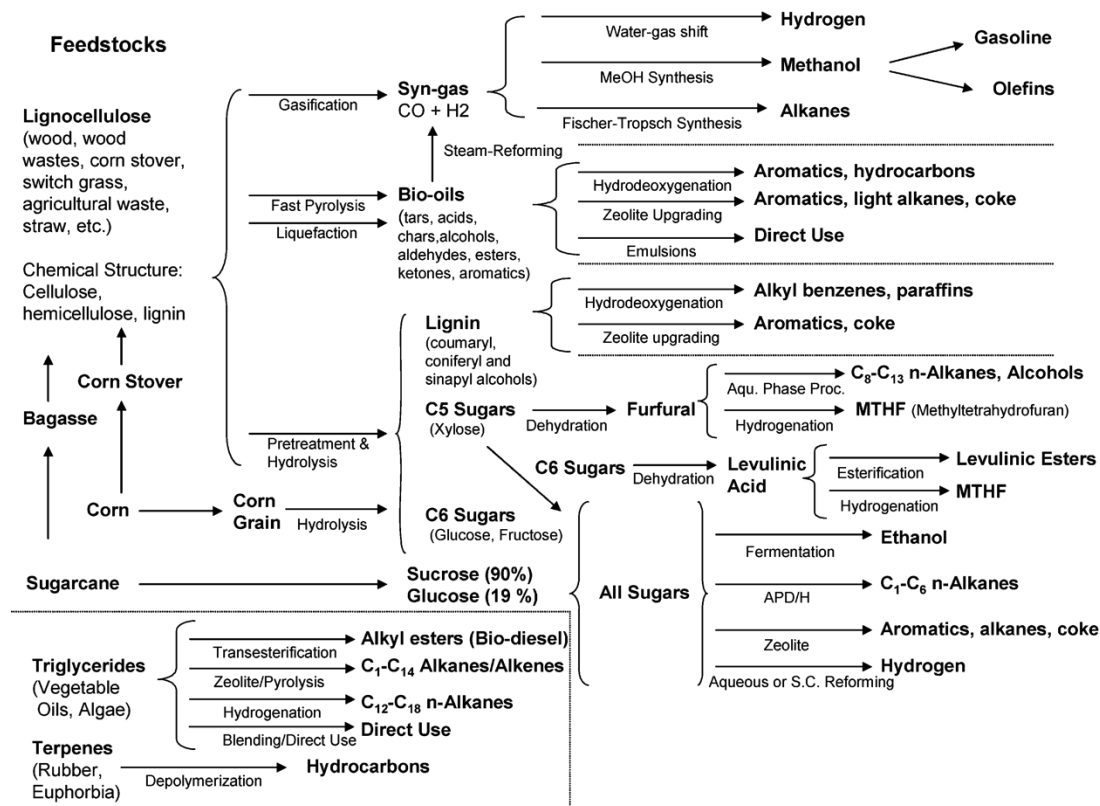 Feedstocks
Lignocellulose
(wood, wood
wastes, corn stover,
switch grass,
agricultural waste,
straw, etc.)
Chemical Structure:
Cellulose,
hemicellulose, lignin
Corn Stover
Bagasse
Corn
Corn
Grain
Hydrolysis
Sugarcane
Gasification
Syn-gas
CO + H2
Steam-Reforming
Fast Pyrolysis
Liquefaction
Bio-oils
(tars, acids,
chars,alcohols,
aldehydes, esters,
ketones, aromatics)
Pretreatment &
Hydrolysis
Water-gas shift
Hydrogen
MeOH Synthesis
Methanol
Gasoline
Olefins
Fischer-Tropsch Synthesis
Alkanes
Hydrodeoxygenation
Aromatics, hydrocarbons
Zeolite Upgrading
Aromatics, light alkanes, coke
Emulsions
Direct Use
Lignin
(coumaryl,
coniferyl and
sinapyl alcohols)
Hydrodeoxygenation
Alkyl benzenes, paraffins
Zeolite upgrading
Aromatics, coke
C5 Sugars
(Xylose)
Dehydration
Furfural
Aqu. Phase Proc.
C₈-C₁₃ n-Alkanes, Alcohols
Hydrogenation
MTHF (Methyltetrahydrofuran)
C6 Sugars
Dehydration
Levulinic
Acid
Esterification
Levulinic Esters
Hydrogenation
MTHF
C6 Sugars
(Glucose, Fructose)
Sucrose (90%)
Glucose (19 %)
All Sugars
Fermentation
Ethanol
APD/H
C₁-C₆ n-Alkanes
Zeolite
Aromatics, alkanes, coke
Aqueous or S.C. Reforming
Hydrogen
Triglycerides
(Vegetable
Oils, Algae)
Transesterification
Alkyl esters (Bio-diesel)
Zeolite/Pyrolysis
C₁-C₁₄ Alkanes/Alkenes
Hydrogenation
C₁₂-C₁₈ n-Alkanes
Blending/Direct Use
Direct Use
Terpenes
(Rubber,
Euphorbia)
Depolymerization
Hydrocarbons